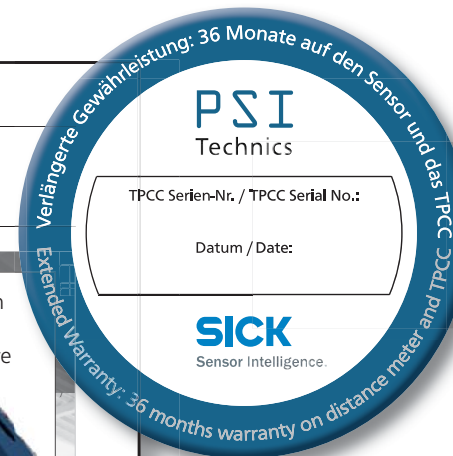 Verlängerte Gewährleistung: 36 Monate auf den Sensor und das TPCC
PSI
Technics
TPCC Serien-Nr. / TPCC Serial No.:
Datum / Date:
SICK
Sensor Intelligence.
Extended Warranty: 36 months warranty on distance meter and TPCC